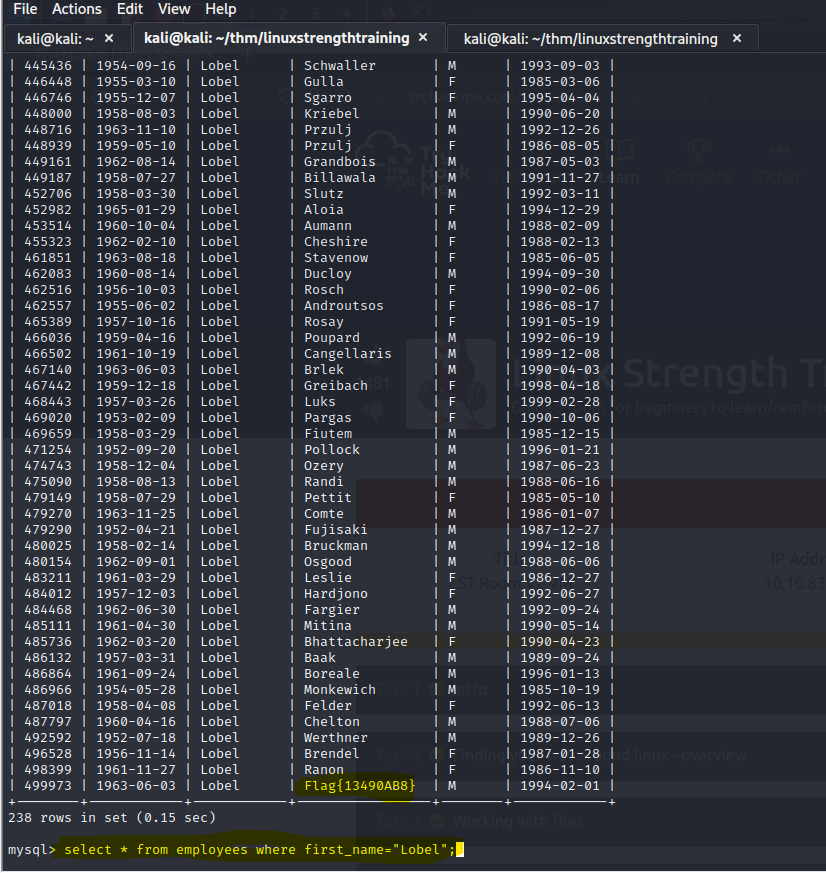 File Actions Edit View Help
kali@kali: ~ × kali@kali: ~/thm/linuxstrengthtraining × kali@kali: ~/thm/linuxstrengthtraining ×
| 445436 | 1954-09-16 | Lobel | Schwaller | M | 1993-09-03 |
| 446448 | 1955-03-10 | Lobel | Gulla | F | 1985-03-06 |
| 446746 | 1955-12-07 | Lobel | Sgarro | F | 1995-04-04 |
| 448000 | 1958-08-03 | Lobel | Kriebel | M | 1990-06-20 |
| 448716 | 1963-11-10 | Lobel | Przulj | M | 1992-12-26 |
| 448939 | 1959-05-10 | Lobel | Przulj | F | 1986-08-05 |
| 449161 | 1962-08-14 | Lobel | Grandbois | M | 1987-05-03 |
| 449187 | 1958-07-27 | Lobel | Billawala | M | 1991-11-27 |
| 452706 | 1958-03-30 | Lobel | Slutz | M | 1992-03-11 |
| 452982 | 1965-01-29 | Lobel | Aloia | F | 1994-12-29 |
| 453514 | 1960-10-04 | Lobel | Aumann | M | 1988-02-09 |
| 455323 | 1962-02-10 | Lobel | Cheshire | M | 1988-02-13 |
| 461851 | 1963-08-18 | Lobel | Stavenow | F | 1985-06-05 |
| 462083 | 1960-08-14 | Lobel | Ducloy | M | 1994-09-30 |
| 462516 | 1956-10-03 | Lobel | Rosch | F | 1990-02-06 |
| 462557 | 1955-06-02 | Lobel | Androutsos | F | 1986-08-17 |
| 465389 | 1957-10-16 | Lobel | Rosay | F | 1991-05-19 |
| 466036 | 1959-04-16 | Lobel | Poupard | M | 1992-06-19 |
| 466502 | 1961-10-19 | Lobel | Cangellaris | M | 1989-12-08 |
| 467140 | 1963-06-03 | Lobel | Brlek | M | 1990-04-03 |
| 467442 | 1959-12-18 | Lobel | Greibach | F | 1998-04-18 |
| 468443 | 1957-03-26 | Lobel | Luks | F | 1999-02-28 |
| 469020 | 1953-02-09 | Lobel | Pargas | F | 1990-10-06 |
| 469659 | 1958-03-29 | Lobel | Fiutem | M | 1985-12-15 |
| 471254 | 1952-09-20 | Lobel | Pollock | M | 1996-01-21 |
| 474743 | 1958-12-04 | Lobel | Ozery | M | 1987-06-23 |
| 475090 | 1958-08-13 | Lobel | Randi | M | 1988-06-16 |
| 479149 | 1958-07-29 | Lobel | Pettit | F | 1985-05-10 |
| 479270 | 1963-11-25 | Lobel | Comte | M | 1986-01-07 |
| 479290 | 1952-04-21 | Lobel | Fujisaki | M | 1987-12-27 |
| 480025 | 1958-02-14 | Lobel | Bruckman | M | 1994-12-18 |
| 480154 | 1962-09-01 | Lobel | Osgood | M | 1988-06-06 |
| 483211 | 1961-03-29 | Lobel | Leslie | F | 1986-12-27 |
| 484012 | 1957-12-03 | Lobel | Hardjono | F | 1992-06-27 |
| 484468 | 1962-06-30 | Lobel | Fargier | M | 1992-09-24 |
| 485111 | 1961-04-30 | Lobel | Mitina | M | 1990-05-14 |
| 485736 | 1962-03-20 | Lobel | Bhattacharjee | F | 1990-04-23 |
| 486132 | 1957-03-31 | Lobel | Baak | M | 1989-09-24 |
| 486864 | 1961-09-24 | Lobel | Boreale | M | 1996-01-13 |
| 486966 | 1954-05-28 | Lobel | Monkewich | M | 1985-10-19 |
| 487018 | 1958-04-08 | Lobel | Felder | F | 1992-06-13 |
| 487797 | 1960-04-16 | Lobel | Chelton | M | 1988-07-06 |
| 492592 | 1952-07-18 | Lobel | Werthner | M | 1989-12-26 |
| 496528 | 1956-11-14 | Lobel | Brendel | F | 1987-01-28 |
| 498399 | 1961-11-27 | Lobel | Ranon | F | 1986-11-10 |
| 499973 | 1963-06-03 | Lobel | Flag{13490AB8} | M | 1994-02-01 |
238 rows in set (0.15 sec)
mysql> select * from employees where first_name="Lobel";